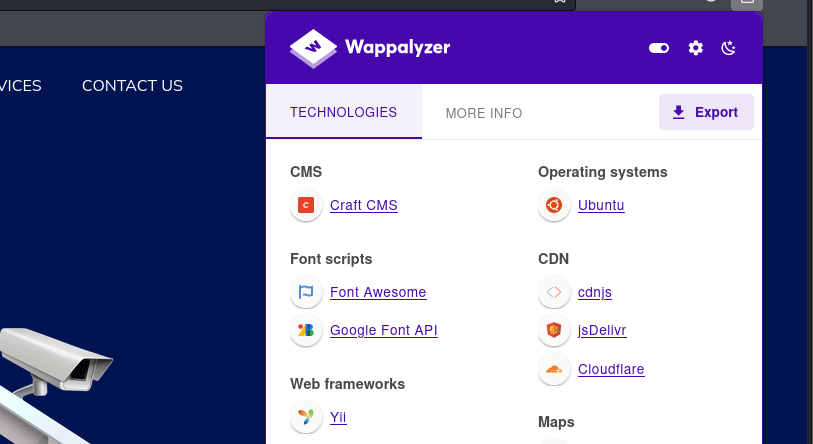 VICES CONTACT US
Wappalyzer
TECHNOLOGIES MORE INFO Export
CMS
Craft CMS
Operating systems
Ubuntu
Font scripts
Font Awesome
Google Font API
CDN
cdnjs
jsDelivr
Cloudflare
Web frameworks
Yii
Maps